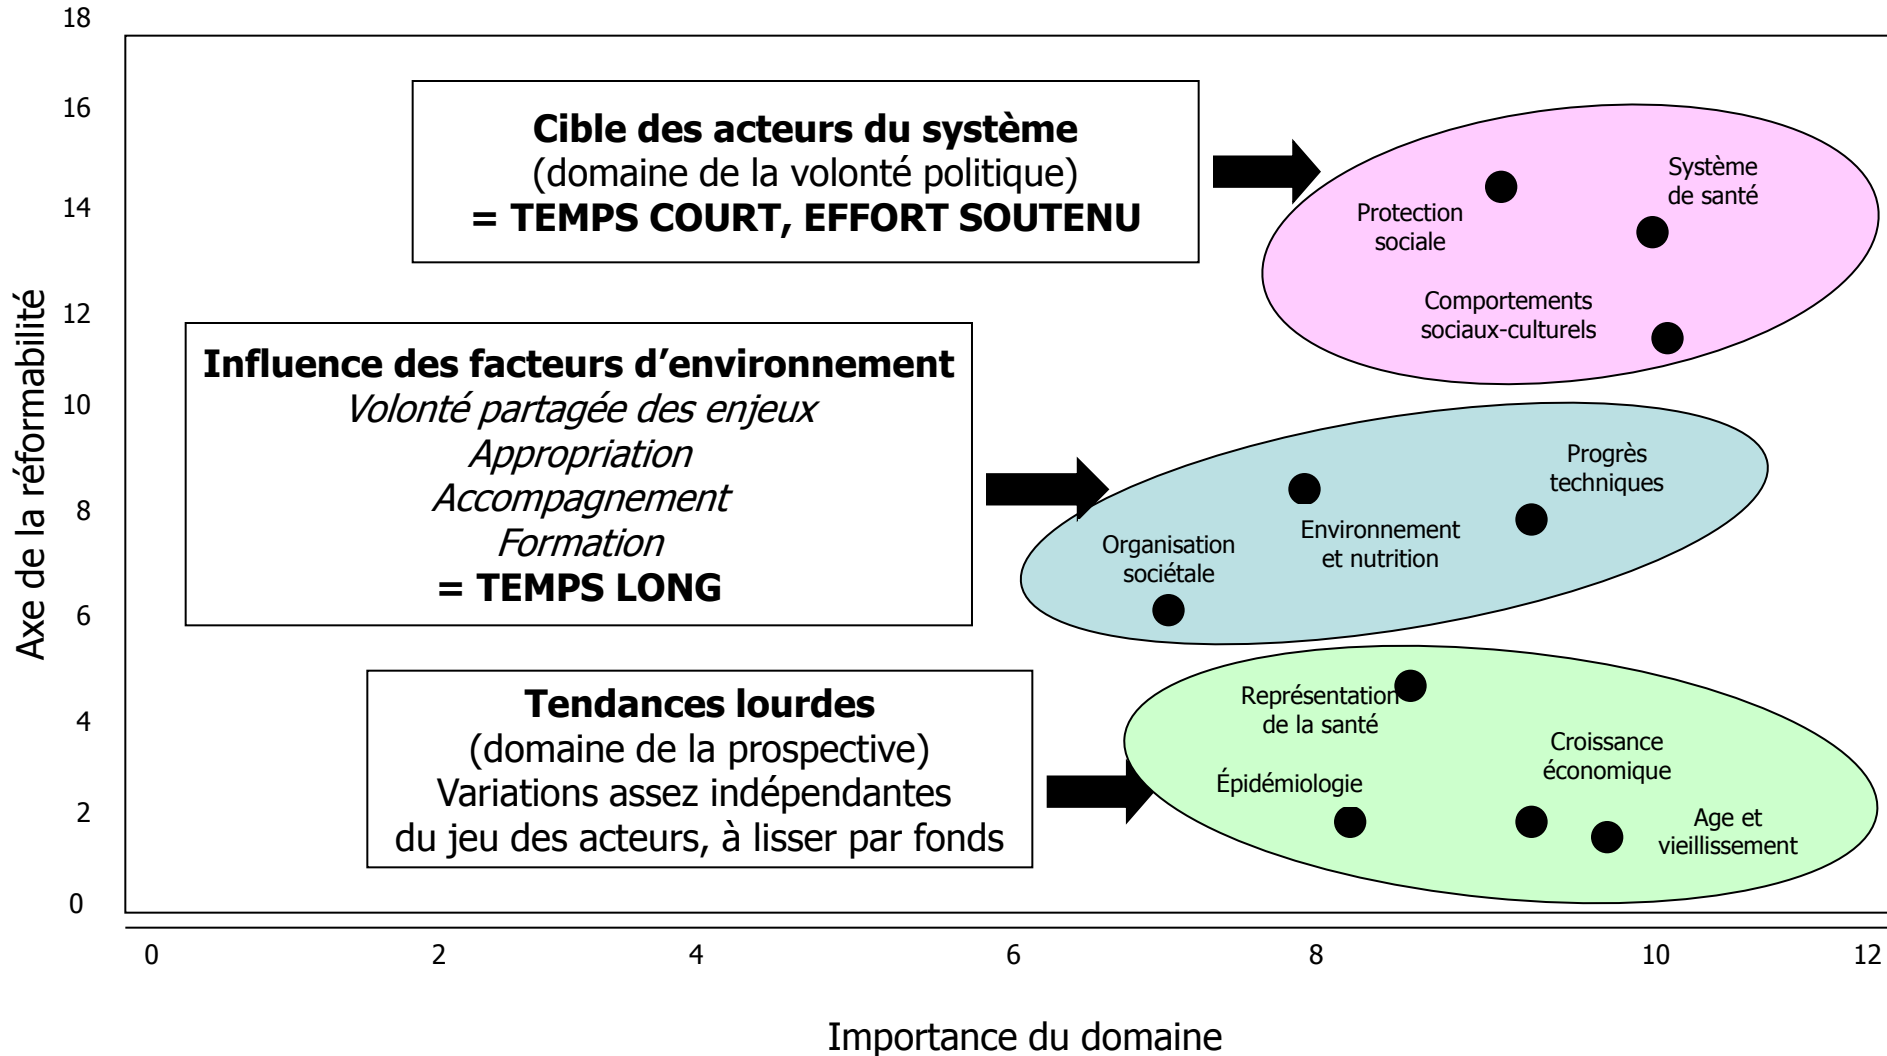 18
16
14
12
10
8
6
4
2
0
Axe de la réformabilité
Cible des acteurs du système
(domaine de la volonté politique)
= TEMPS COURT, EFFORT SOUTENU
Système
de santé
Protection
sociale
Comportements
sociaux-culturels
Influence des facteurs d’environnement
Volonté partagée des enjeux
Appropriation
Accompagnement
Formation
= TEMPS LONG
Progrès
techniques
Environnement
et nutrition
Organisation
sociétale
Tendances lourdes
(domaine de la prospective)
Variations assez indépendantes
du jeu des acteurs, à lisser par fonds
Représentation
de la santé
Croissance
économique
Épidémiologie
Age et
vieillissement
0 2 4 6 8 10 12
Importance du domaine